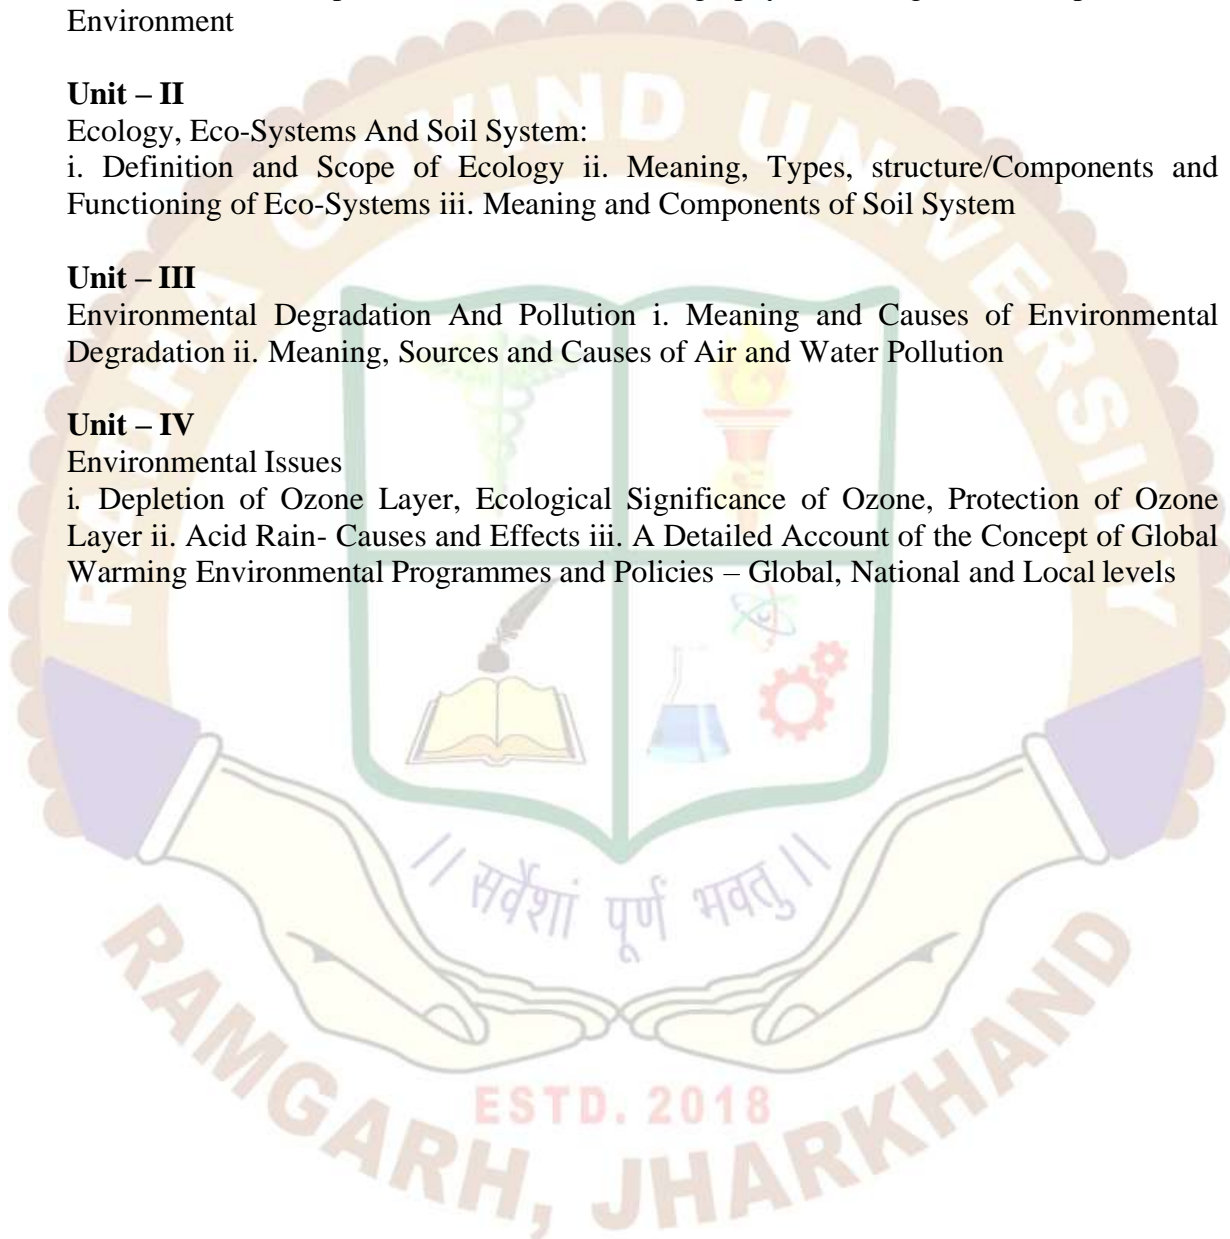 Environment
Unit – II
Ecology, Eco-Systems And Soil System:
i. Definition and Scope of Ecology ii. Meaning, Types, structure/Components and
Functioning of Eco-Systems iii. Meaning and Components of Soil System
Unit – III
Environmental Degradation And Pollution i. Meaning and Causes of Environmental
Degradation ii. Meaning, Sources and Causes of Air and Water Pollution
Unit – IV
Environmental Issues
i. Depletion of Ozone Layer, Ecological Significance of Ozone, Protection of Ozone
Layer ii. Acid Rain- Causes and Effects iii. A Detailed Account of the Concept of Global
Warming Environmental Programmes and Policies – Global, National and Local levels
RADHA GOVIND UNIVERSITY
// सर्वेशां पूर्ण भवतु //
ESTD. 2018
RAMGARH, JHARKHAND